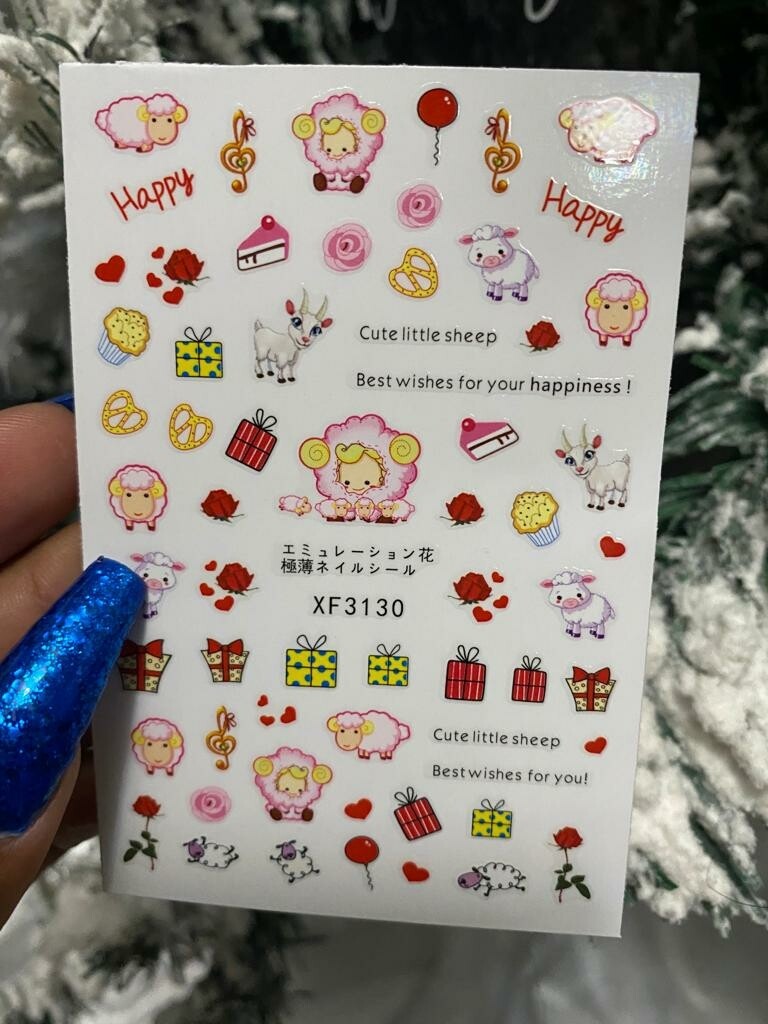 Happy
Happy
Cute little sheep
Best wishes for your happiness !
エミュレーション花
極薄ネイルシール
XF3130
Cute little sheep
Best wishes for you!